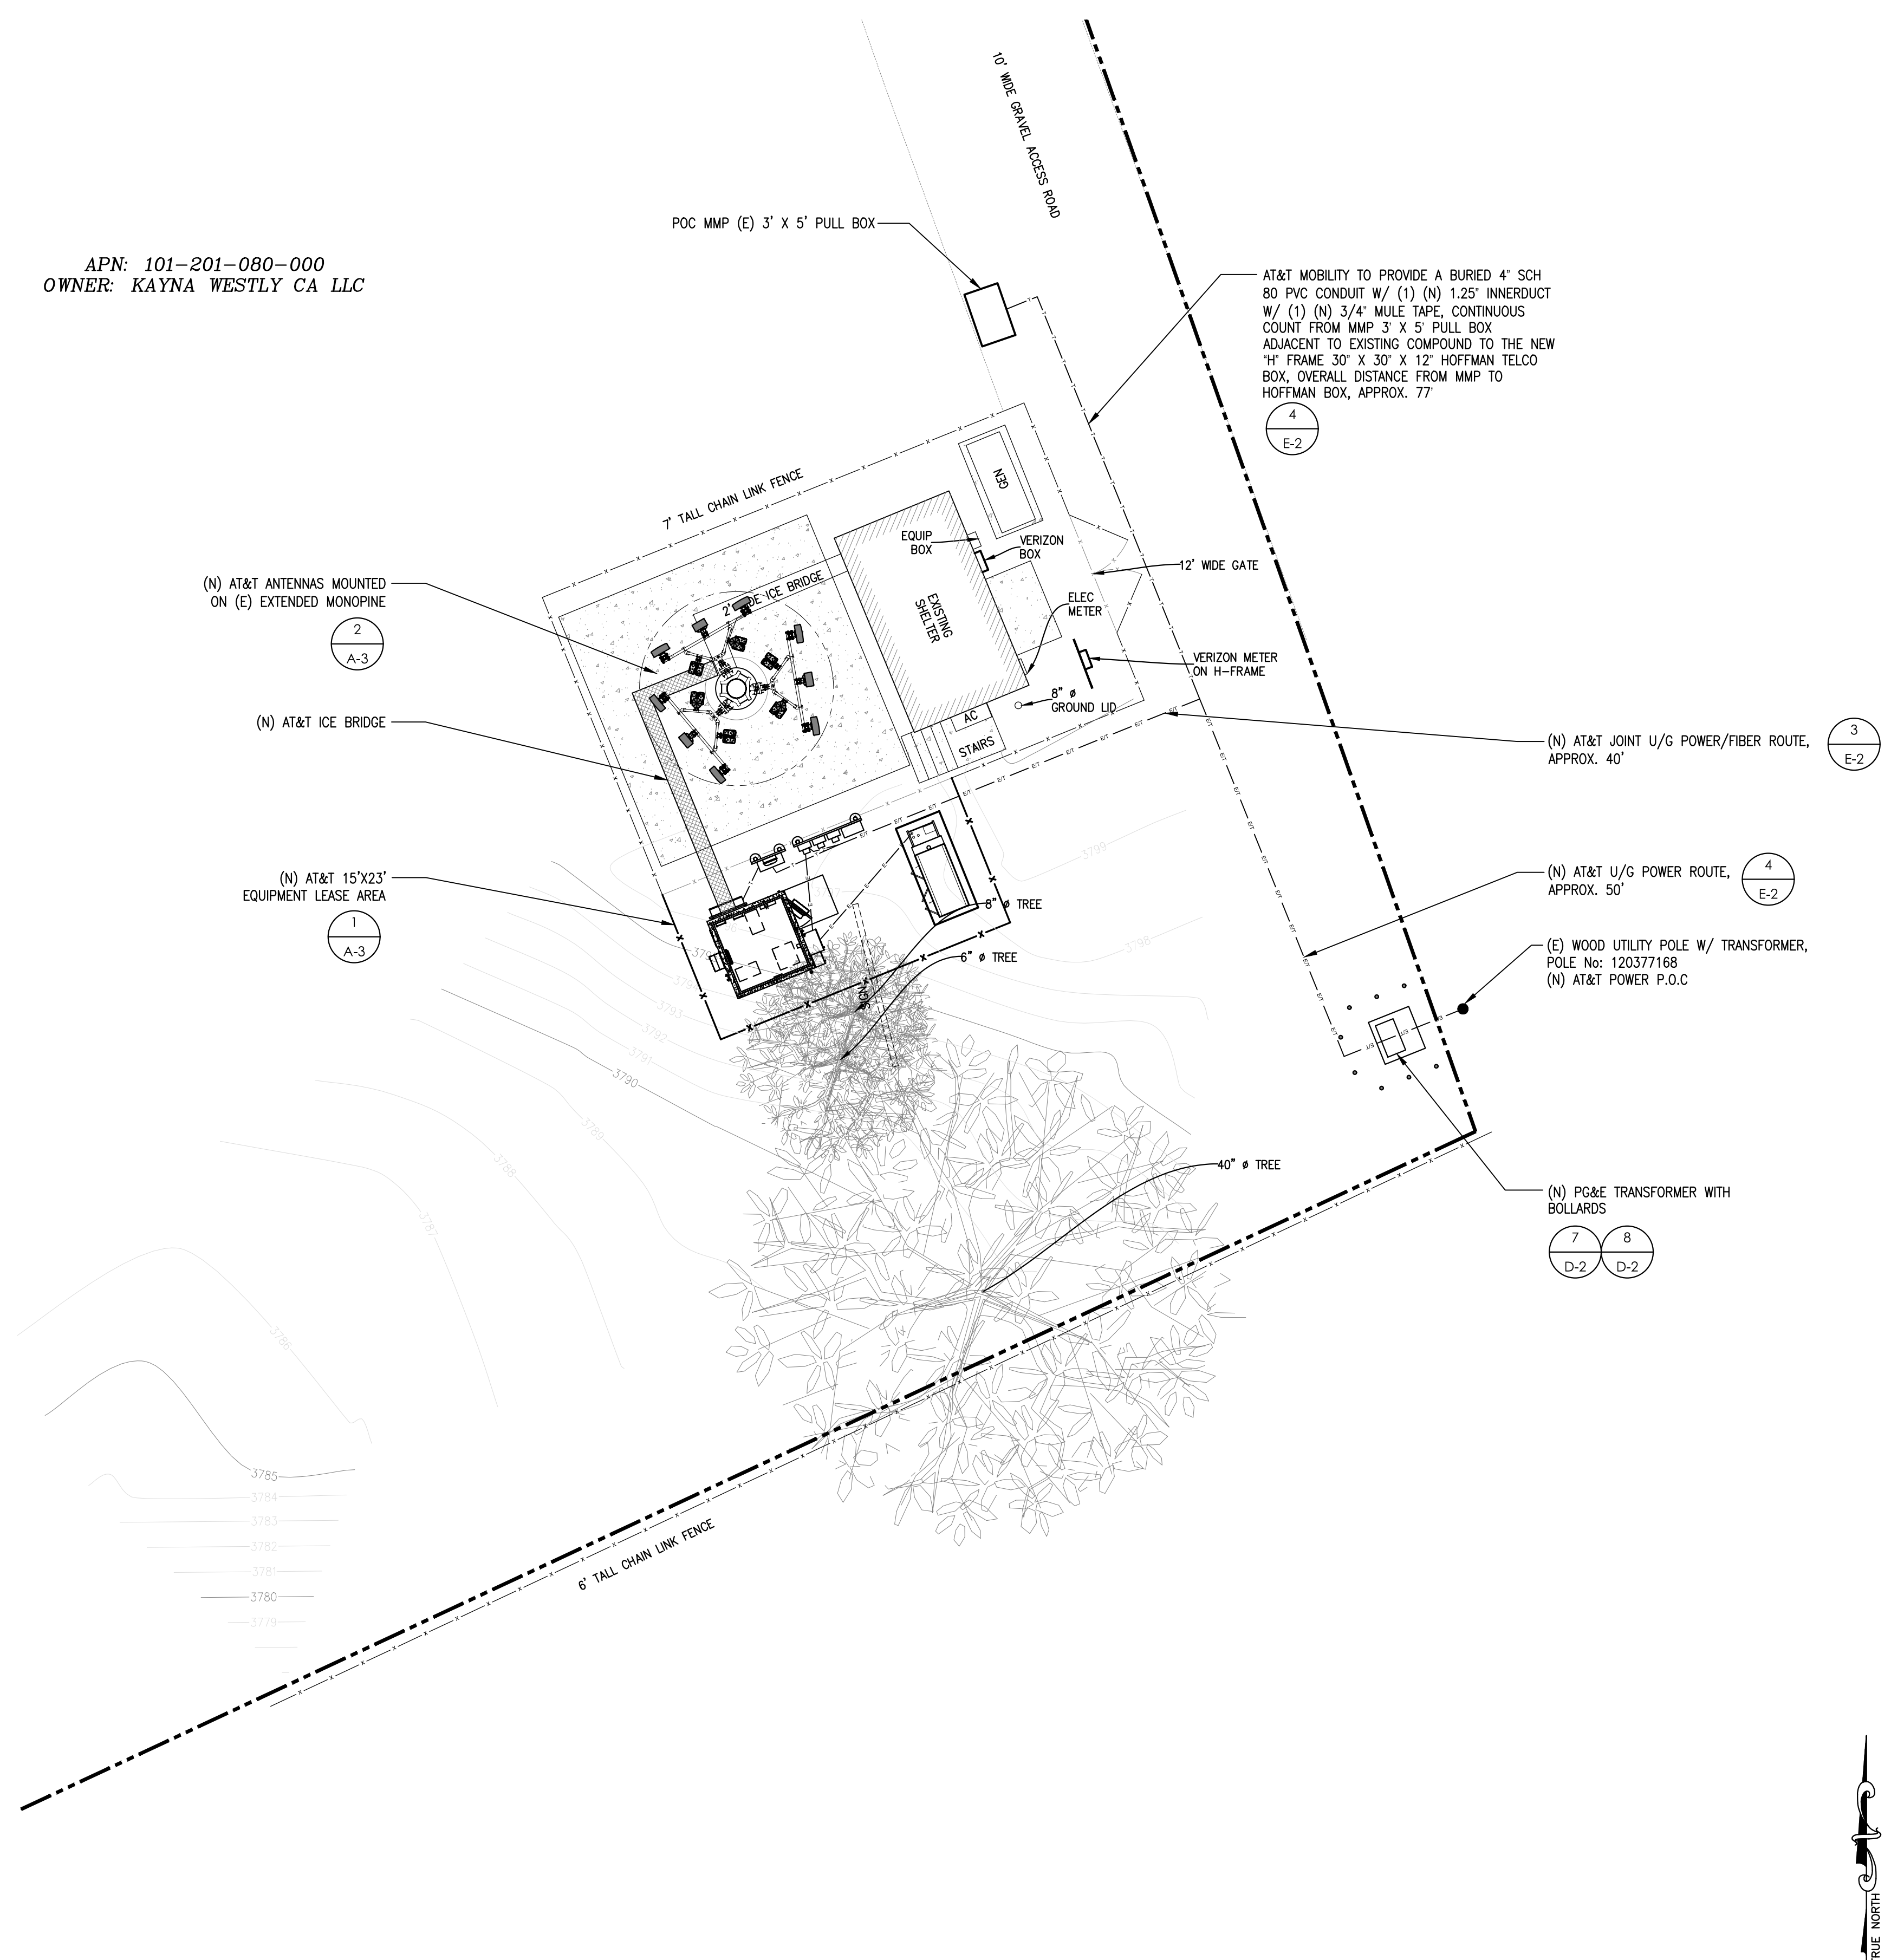 10' WIDE GRAVEL ACCESS ROAD
POC MMP (E) 3' X 5' PULL BOX
APN: 101-201-080-000
OWNER: KAYNA WESTLY CA LLC
AT&T MOBILITY TO PROVIDE A BURIED 4" SCH
80 PVC CONDUIT W/ (1) (N) 1.25" INNERDUCT
W/ (1) (N) 3/4" MULE TAPE, CONTINUOUS
COUNT FROM MMP 3' X 5' PULL BOX
ADJACENT TO EXISTING COMPOUND TO THE NEW
"H" FRAME 30" X 30" X 12" HOFFMAN TELCO
BOX, OVERALL DISTANCE FROM MMP TO
HOFFMAN BOX, APPROX. 77'
4
E-2
7' TALL CHAIN LINK FENCE
GEN
EQUIP
BOX
VERIZON
BOX
12' WIDE GATE
(N) AT&T ANTENNAS MOUNTED
ON (E) EXTENDED MONOPINE
2
A-3
ICE BRIDGE
EXISTING
SHELTER
ELEC
METER
VERIZON METER
ON H-FRAME
8" ø
GROUND LID
AC
STAIRS
(N) AT&T ICE BRIDGE
(N) AT&T JOINT U/G POWER/FIBER ROUTE,
APPROX. 40'
3
E-2
(N) AT&T 15'X23'
EQUIPMENT LEASE AREA
1
A-3
(N) AT&T U/G POWER ROUTE,
APPROX. 50'
4
E-2
8" ø TREE
6" ø TREE
SIGN
(E) WOOD UTILITY POLE W/ TRANSFORMER,
POLE No: 120377168
(N) AT&T POWER P.O.C
40" ø TREE
(N) PG&E TRANSFORMER WITH
BOLLARDS
7
D-2
8
D-2
3799
3798
3793
3792
3791
3790
3789
3788
3787
3786
3785
3784
3783
3782
3781
3780
3779
6' TALL CHAIN LINK FENCE
TRUE NORTH